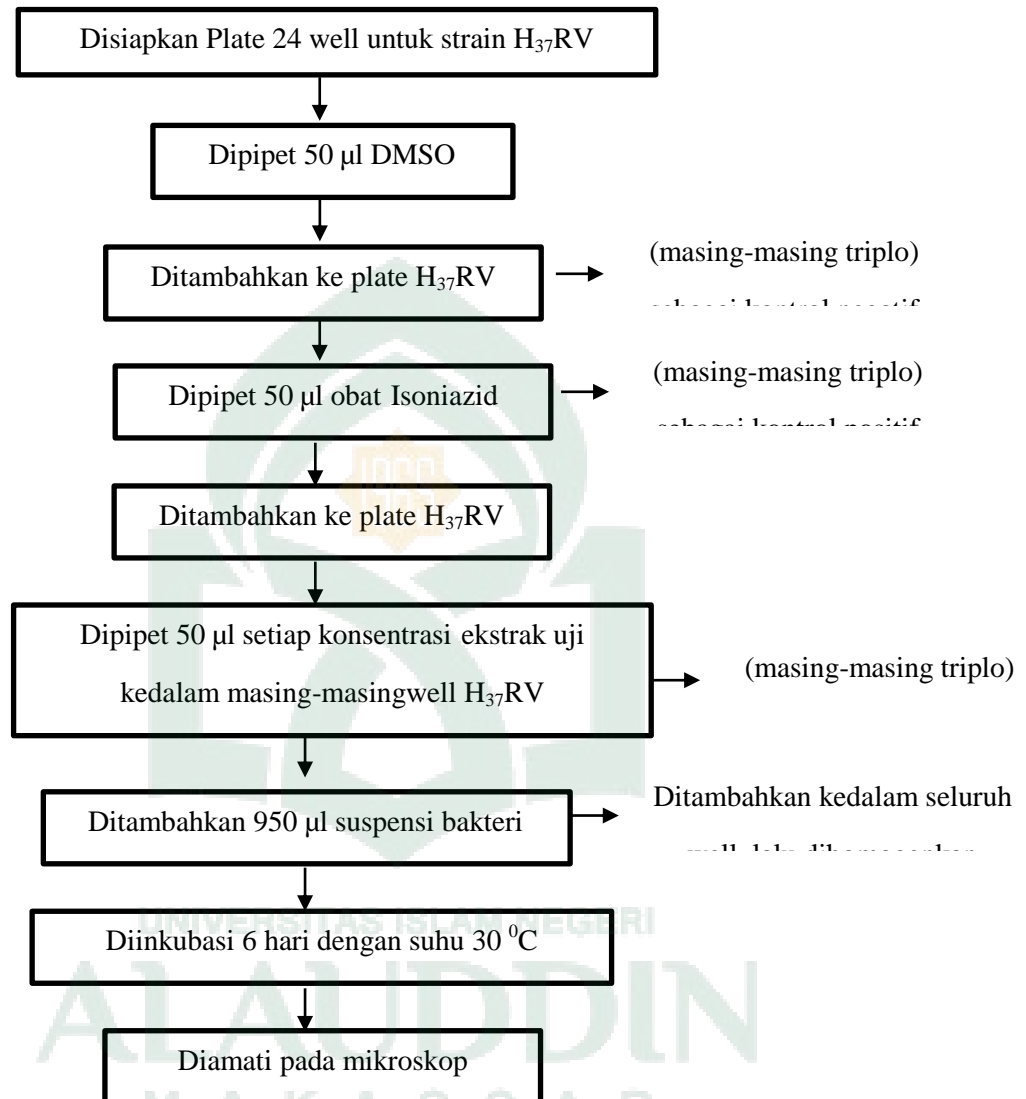 Disiapkan Plate 24 well untuk strain H₃₇RV
Dipipet 50 µl DMSO
Ditambahkan ke plate H₃₇RV
(masing-masing triplo)
Dipipet 50 µl obat Isoniazid
(masing-masing triplo)
Ditambahkan ke plate H₃₇RV
Dipipet 50 µl setiap konsentrasi ekstrak uji
kedalam masing-masingwell H₃₇RV
(masing-masing triplo)
Ditambahkan 950 µl suspensi bakteri
Ditambahkan kedalam seluruh
Diinkubasi 6 hari dengan suhu 30 ⁰C
Diamati pada mikroskop
UNIVERSITAS ISLAM NEGERI
ALAUDDIN